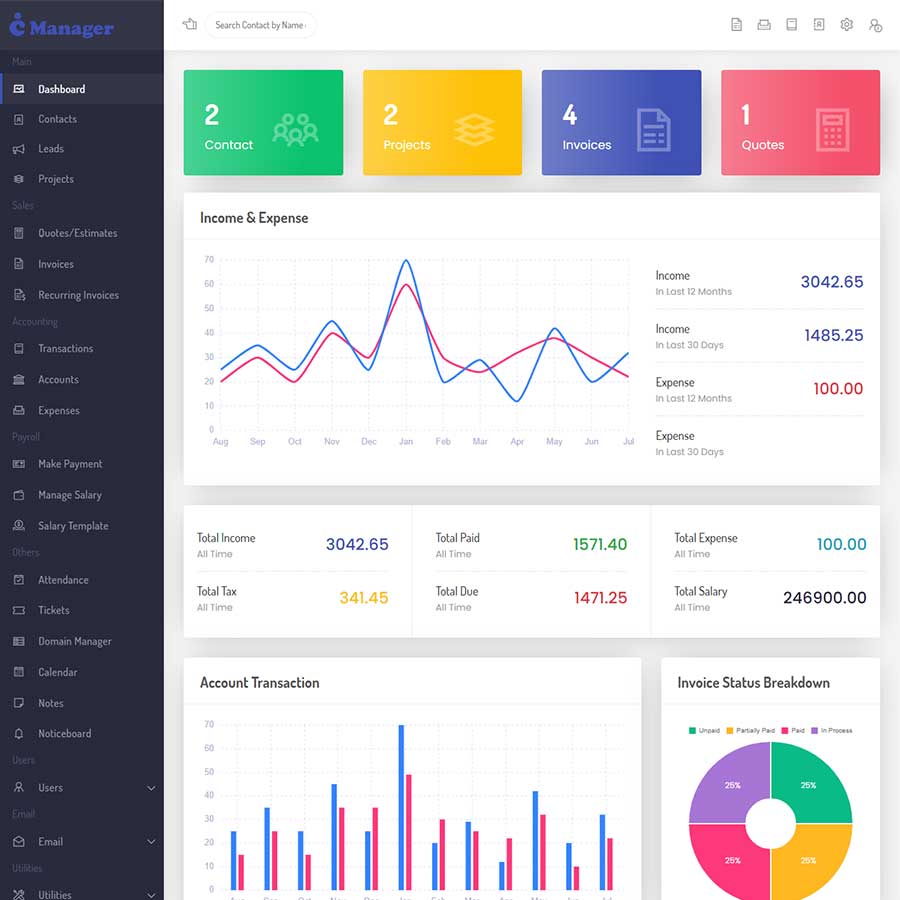 Manager
Main
Dashboard
Contacts
Leads
Projects
Sales
Quotes/Estimates
Invoices
Recurring Invoices
Accounting
Transactions
Accounts
Expenses
Payroll
Make Payment
Manage Salary
Salary Template
Others
Attendance
Tickets
Domain Manager
Calendar
Notes
Noticeboard
Users
Users
Email
Email
Utilities
Utilities
Search Contact by Name
2
Contact
2
Projects
4
Invoices
1
Quotes
Income & Expense
70
60
50
40
30
20
10
0
Aug Sep Oct Nov Dec Jan Feb Mar Apr May Jun Jul
Income
In Last 12 Months
3042.65
Income
In Last 30 Days
1485.25
Expense
In Last 12 Months
100.00
Expense
In Last 30 Days
Total Income
All Time
3042.65
Total Tax
All Time
341.45
Total Paid
All Time
1571.40
Total Due
All Time
1471.25
Total Expense
All Time
100.00
Total Salary
All Time
246900.00
Account Transaction
70
60
50
40
30
20
10
0
Invoice Status Breakdown
Unpaid Partially Paid Paid In Process
25% 25%
25% 25%